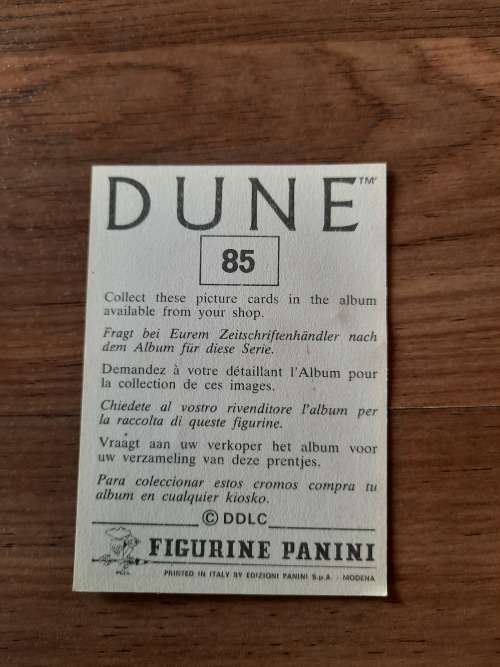 DUNE™
85
Collect these picture cards in the album
available from your shop.
Fragt bei Eurem Zeitschriftenhändler nach
dem Album für diese Serie.
Demandez à votre détaillant l'Album pour
la collection de ces images.
Chiedete al vostro rivenditore l'album per
la raccolta di queste figurine.
Vraagt aan uw verkoper het album voor
uw verzameling van deze prentjes.
Para coleccionar estos cromos compra tu
album en cualquier kiosko.
© DDLC
FIGURINE PANINI
PRINTED IN ITALY BY EDIZIONI PANINI S.p.A. - MODENA